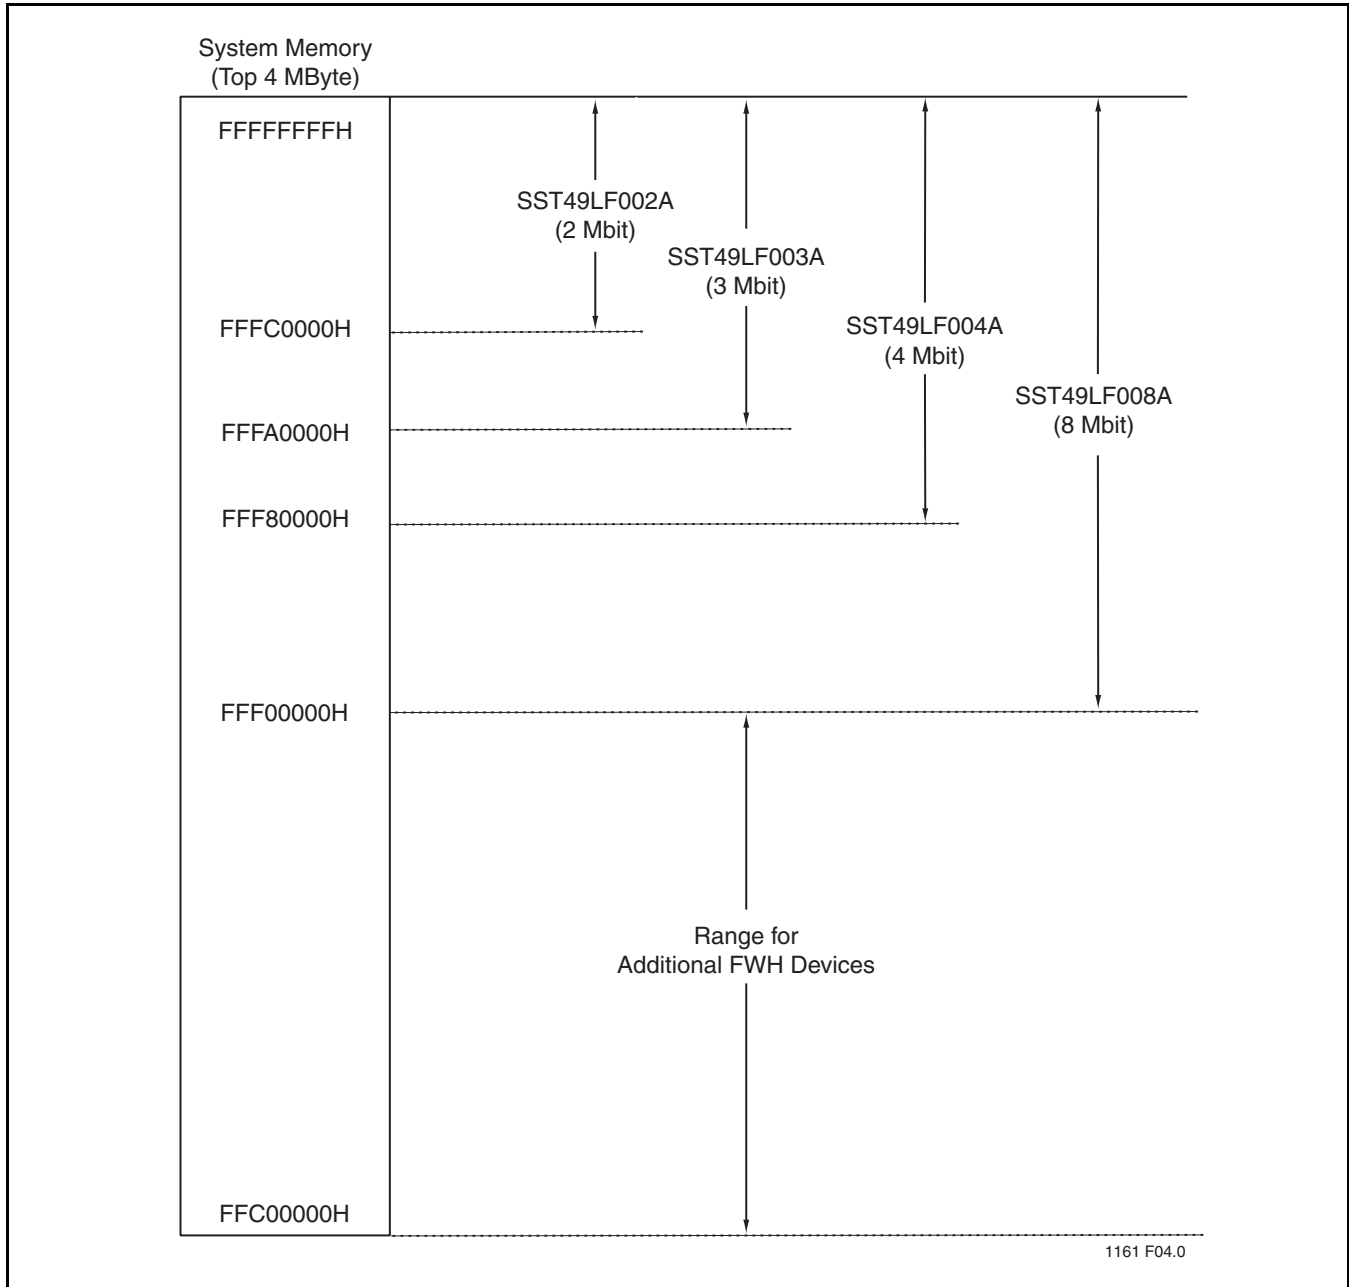 System Memory
(Top 4 MByte)
FFFFFFFFH
SST49LF002A
(2 Mbit)
SST49LF003A
(3 Mbit)
SST49LF004A
(4 Mbit)
SST49LF008A
(8 Mbit)
FFFC0000H
FFFA0000H
FFF80000H
FFF00000H
Range for
Additional FWH Devices
FFC00000H
1161 F04.0